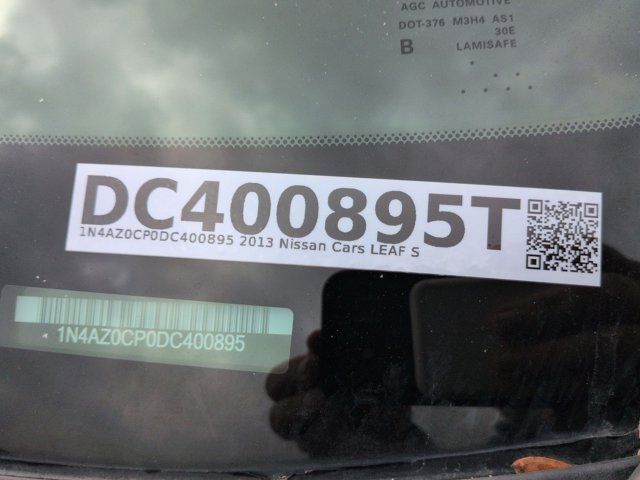 AGC AUTOMOTIVE
DOT-376 M3H4 AS1
30E
B LAMISAFE
DC400895T
1N4AZ0CP0DC400895 2013 Nissan Cars LEAF S
1N4AZ0CP0DC400895